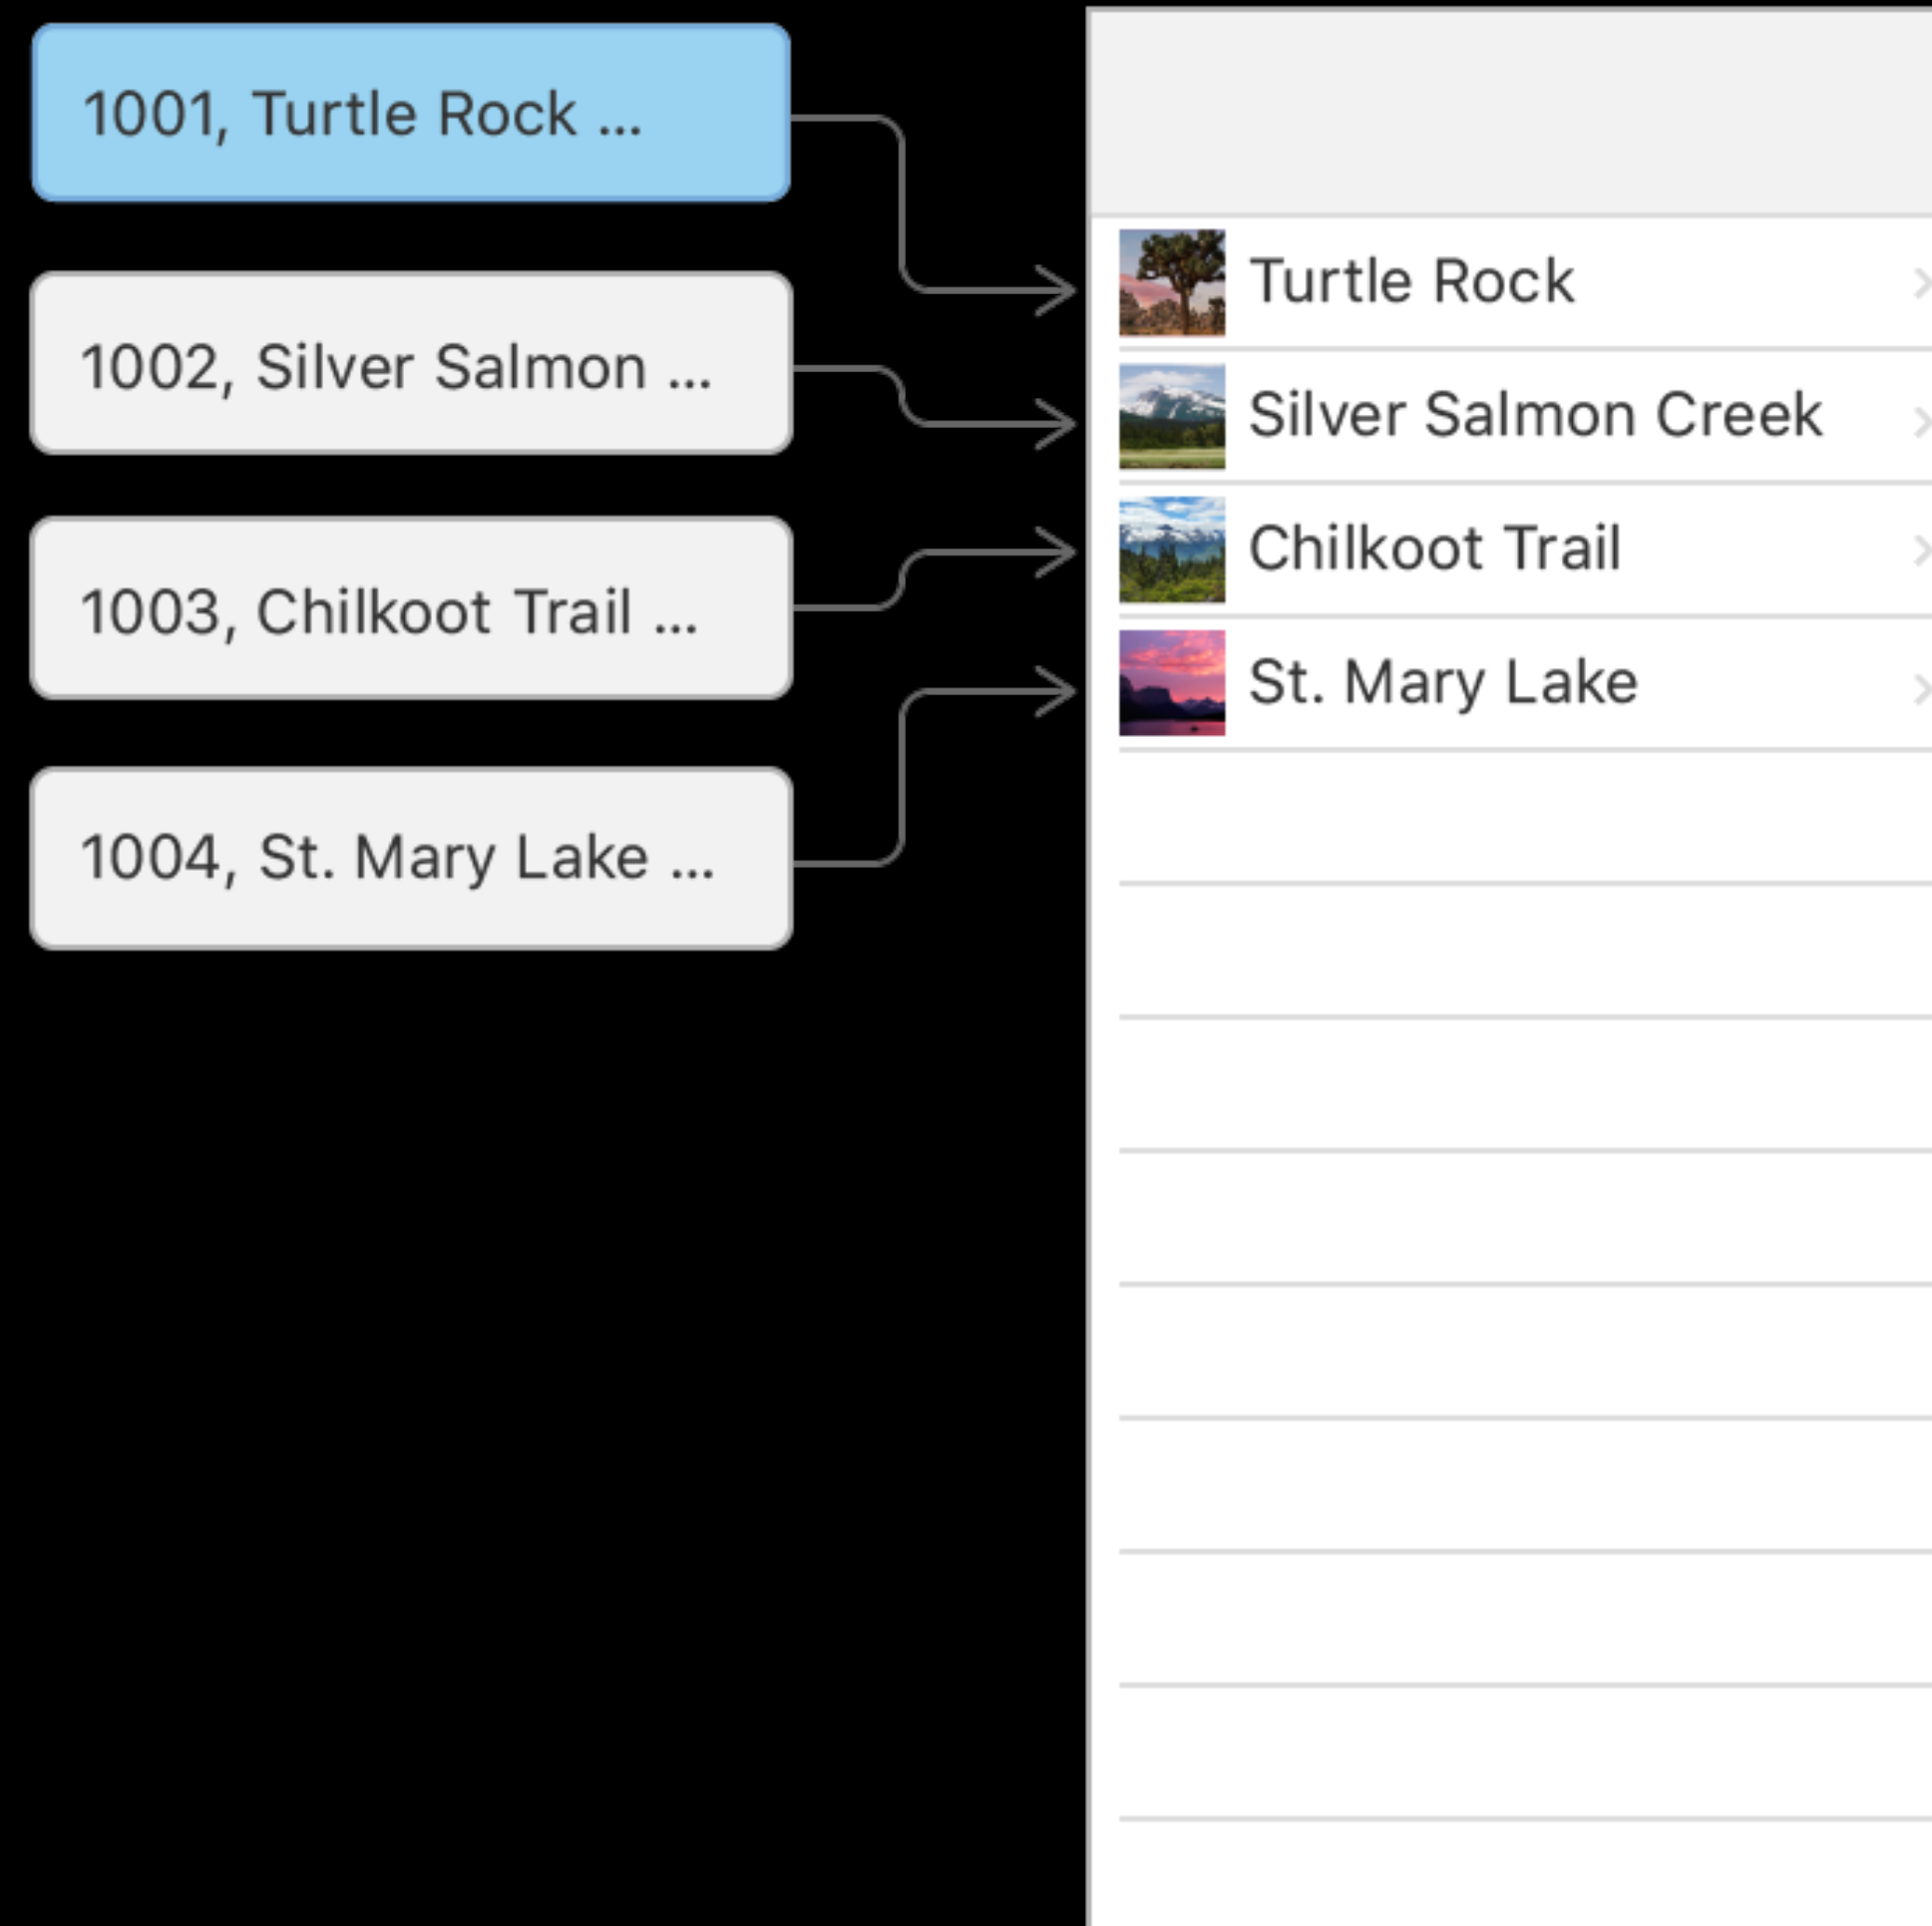 1001, Turtle Rock ...
1002, Silver Salmon ...
1003, Chilkoot Trail ...
1004, St. Mary Lake ...
Turtle Rock
Silver Salmon Creek
Chilkoot Trail
St. Mary Lake